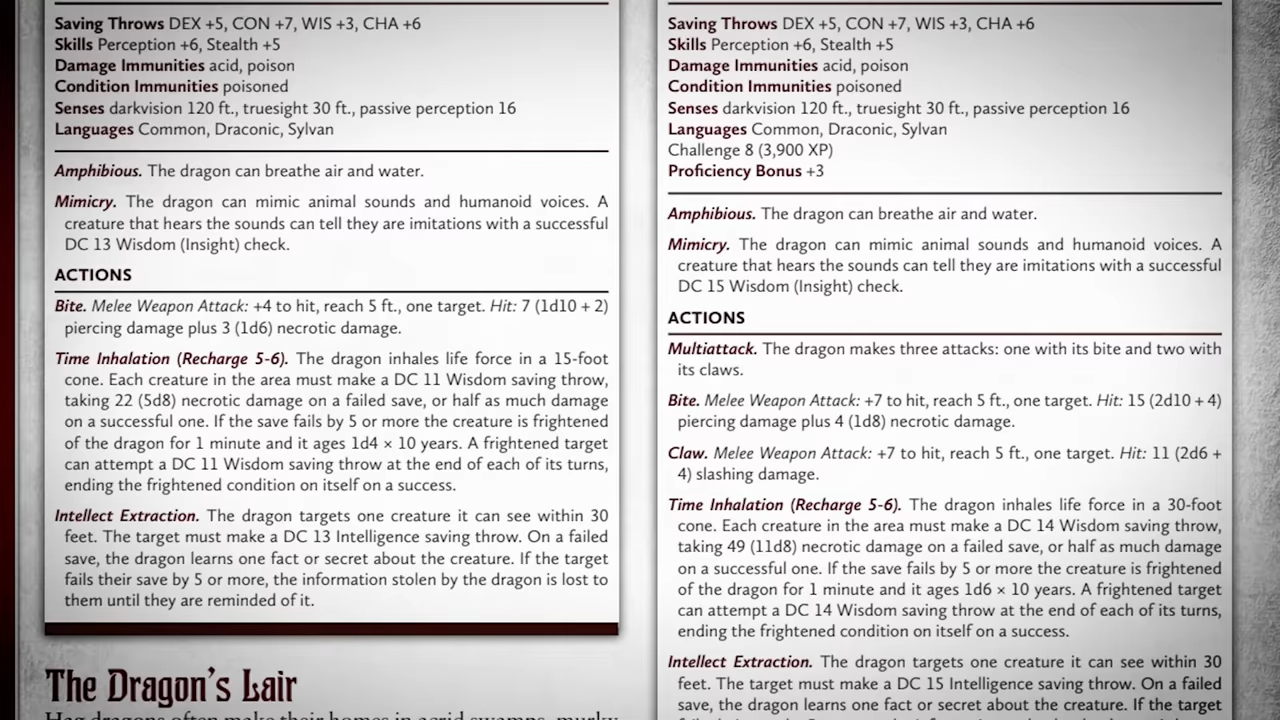 Saving Throws DEX +5, CON +7, WIS +3, CHA +6
Skills Perception +6, Stealth +5
Damage Immunities acid, poison
Condition Immunities poisoned
Senses darkvision 120 ft., truesight 30 ft., passive perception 16
Languages Common, Draconic, Sylvan
Amphibious. The dragon can breathe air and water.
Mimicry. The dragon can mimic animal sounds and humanoid voices. A
creature that hears the sounds can tell they are imitations with a successful
DC 13 Wisdom (Insight) check.
ACTIONS
Bite. Melee Weapon Attack: +4 to hit, reach 5 ft., one target. Hit: 7 (1d10 + 2)
piercing damage plus 3 (1d6) necrotic damage.
Time Inhalation (Recharge 5-6). The dragon inhales life force in a 15-foot
cone. Each creature in the area must make a DC 11 Wisdom saving throw,
taking 22 (5d8) necrotic damage on a failed save, or half as much damage
on a successful one. If the save fails by 5 or more the creature is frightened
of the dragon for 1 minute and it ages 1d4 × 10 years. A frightened target
can attempt a DC 11 Wisdom saving throw at the end of each of its turns,
ending the frightened condition on itself on a success.
Intellect Extraction. The dragon targets one creature it can see within 30
feet. The target must make a DC 13 Intelligence saving throw. On a failed
save, the dragon learns one fact or secret about the creature. If the target
fails their save by 5 or more, the information stolen by the dragon is lost to
them until they are reminded of it.
The Dragon's Lair
Hag dragons often make their homes in acrid swamps, murky
Saving Throws DEX +5, CON +7, WIS +3, CHA +6
Skills Perception +6, Stealth +5
Damage Immunities acid, poison
Condition Immunities poisoned
Senses darkvision 120 ft., truesight 30 ft., passive perception 16
Languages Common, Draconic, Sylvan
Challenge 8 (3,900 XP)
Proficiency Bonus +3
Amphibious. The dragon can breathe air and water.
Mimicry. The dragon can mimic animal sounds and humanoid voices. A
creature that hears the sounds can tell they are imitations with a successful
DC 15 Wisdom (Insight) check.
ACTIONS
Multiattack. The dragon makes three attacks: one with its bite and two with
its claws.
Bite. Melee Weapon Attack: +7 to hit, reach 5 ft., one target. Hit: 15 (2d10 + 4)
piercing damage plus 4 (1d8) necrotic damage.
Claw. Melee Weapon Attack: +7 to hit, reach 5 ft., one target. Hit: 11 (2d6 +
4) slashing damage.
Time Inhalation (Recharge 5-6). The dragon inhales life force in a 30-foot
cone. Each creature in the area must make a DC 14 Wisdom saving throw,
taking 49 (11d8) necrotic damage on a failed save, or half as much damage
on a successful one. If the save fails by 5 or more the creature is frightened
of the dragon for 1 minute and it ages 1d6 × 10 years. A frightened target
can attempt a DC 14 Wisdom saving throw at the end of each of its turns,
ending the frightened condition on itself on a success.
Intellect Extraction. The dragon targets one creature it can see within 30
feet. The target must make a DC 15 Intelligence saving throw. On a failed
save, the dragon learns one fact or secret about the creature. If the target